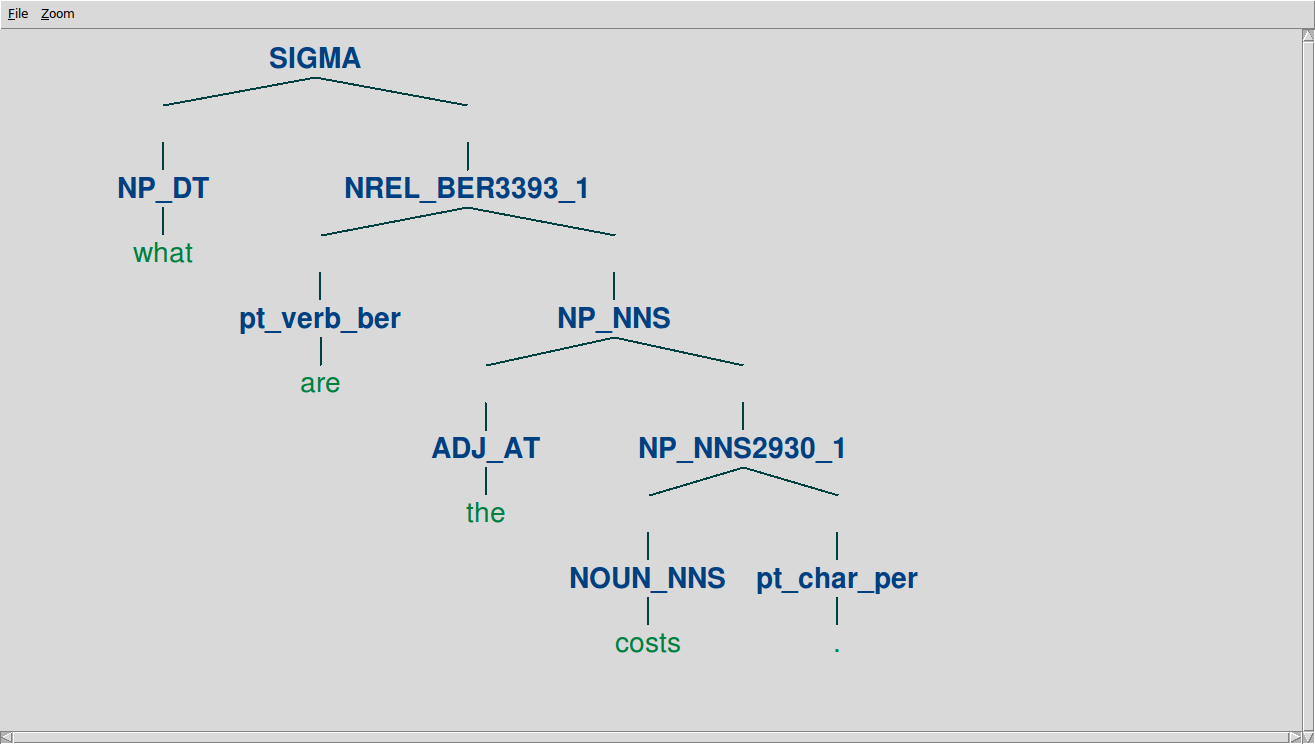 File Zoom
SIGMA
NP_DT NREL_BER3393_1
what
pt_verb_ber NP_NNS
are
ADJ_AT NP_NNS2930_1
the
NOUN_NNS pt_char_per
costs .